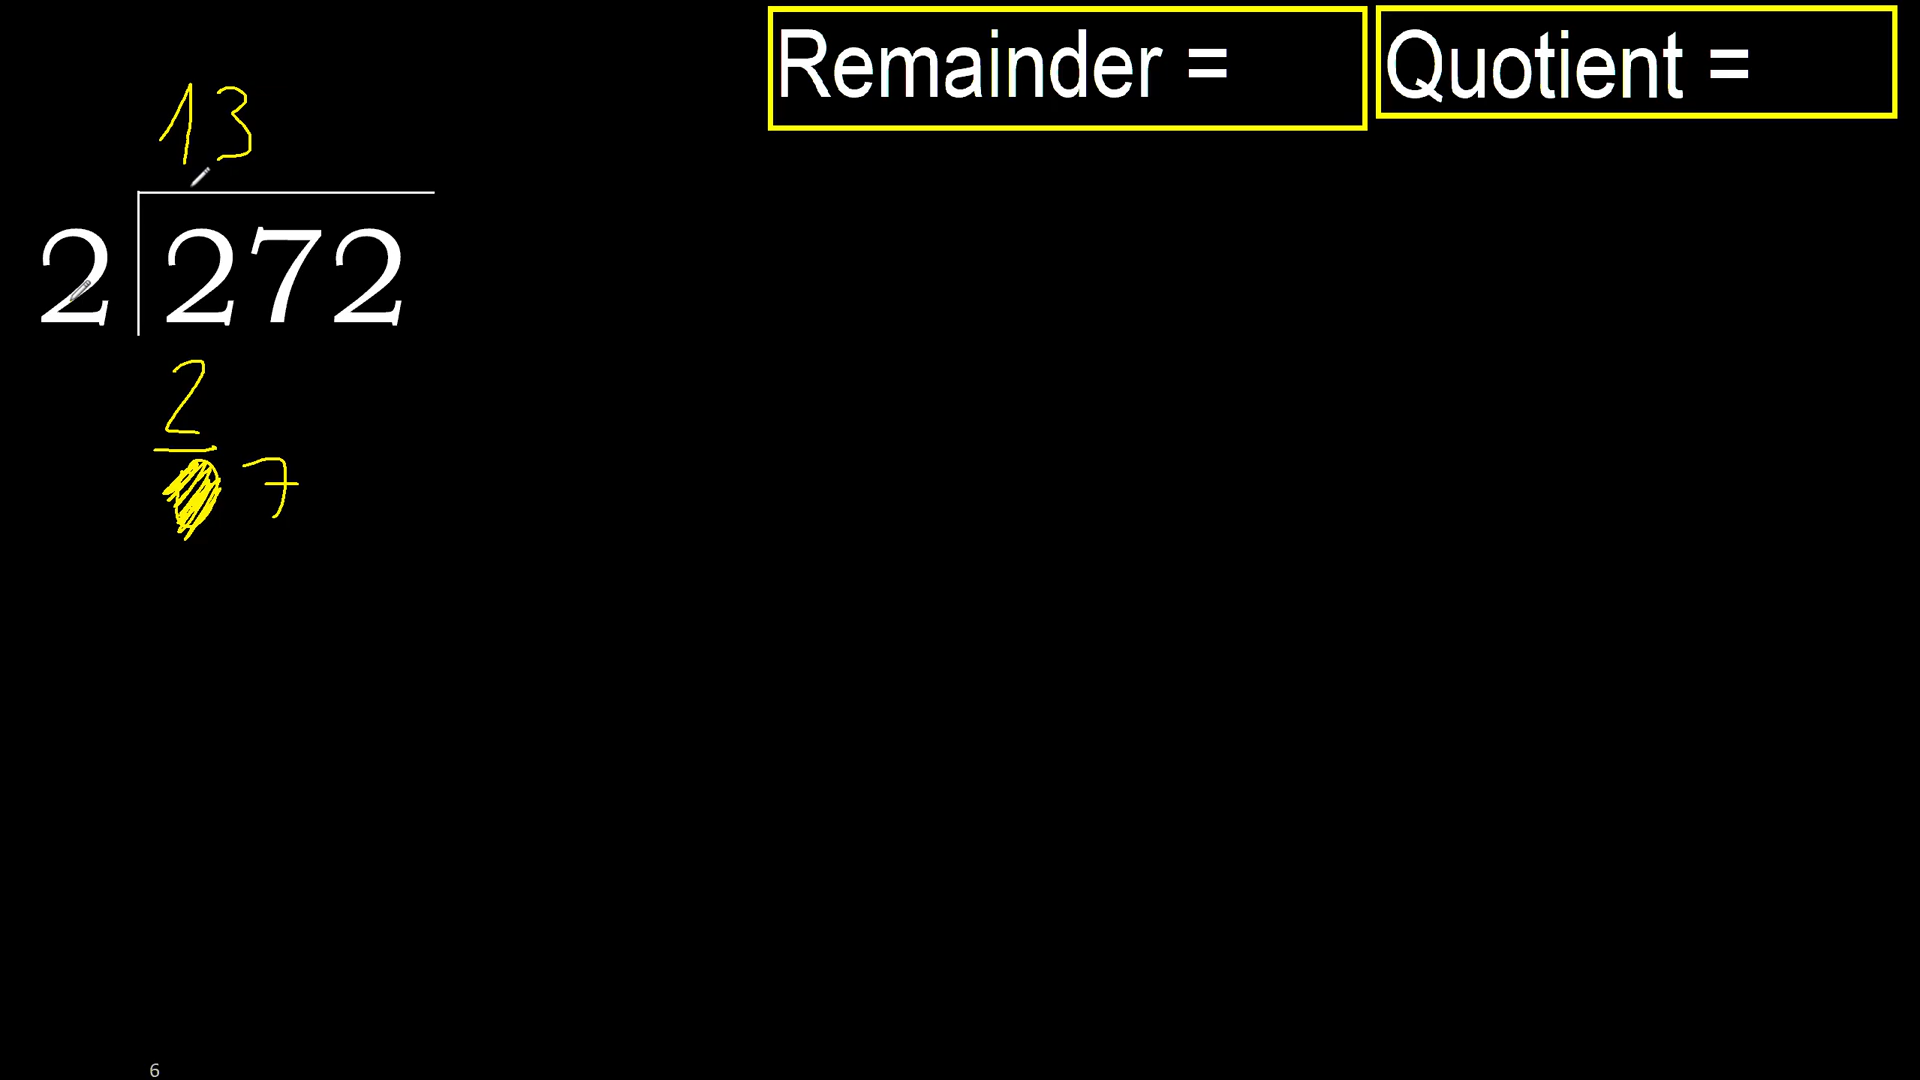 Remainder =
Quotient =
13
2 272
2
7
6